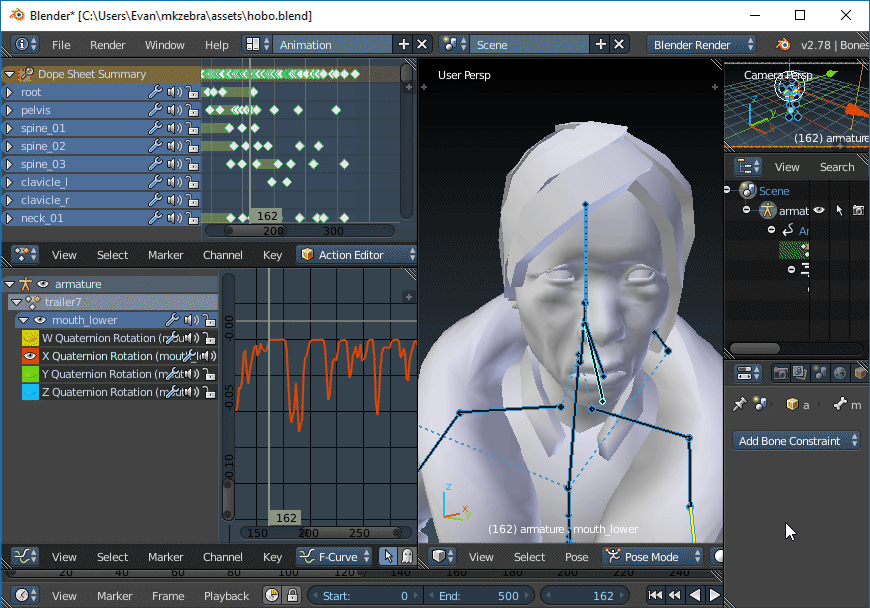 Blender* [C:\Users\Evan\mkzebra\assets\hobo.blend]
File Render Window Help Animation Scene Blender Render v2.78 | Bones
Dope Sheet Summary
root
pelvis
spine_01
spine_02
spine_03
clavicle_l
clavicle_r
neck_01
162
200 300
View Select Marker Channel Key Action Editor
armature
trailer7
mouth_lower
W Quaternion Rotation (mou
X Quaternion Rotation (mouth
Y Quaternion Rotation (mou
Z Quaternion Rotation (mou
-0.00
-0.05
-0.10
162
150 200 250
View Select Marker Channel Key F-Curve
User Persp
z
x
y
(162) armature : mouth_lower
View Select Pose Pose Mode
Camera Persp
z
y
(162) armature
View Search
Scene
armat
Ar
a m
Add Bone Constraint
20 40 60 80 100 120 140 160 180 200 220 240
View Marker Frame Playback Start: 0 End: 500 162